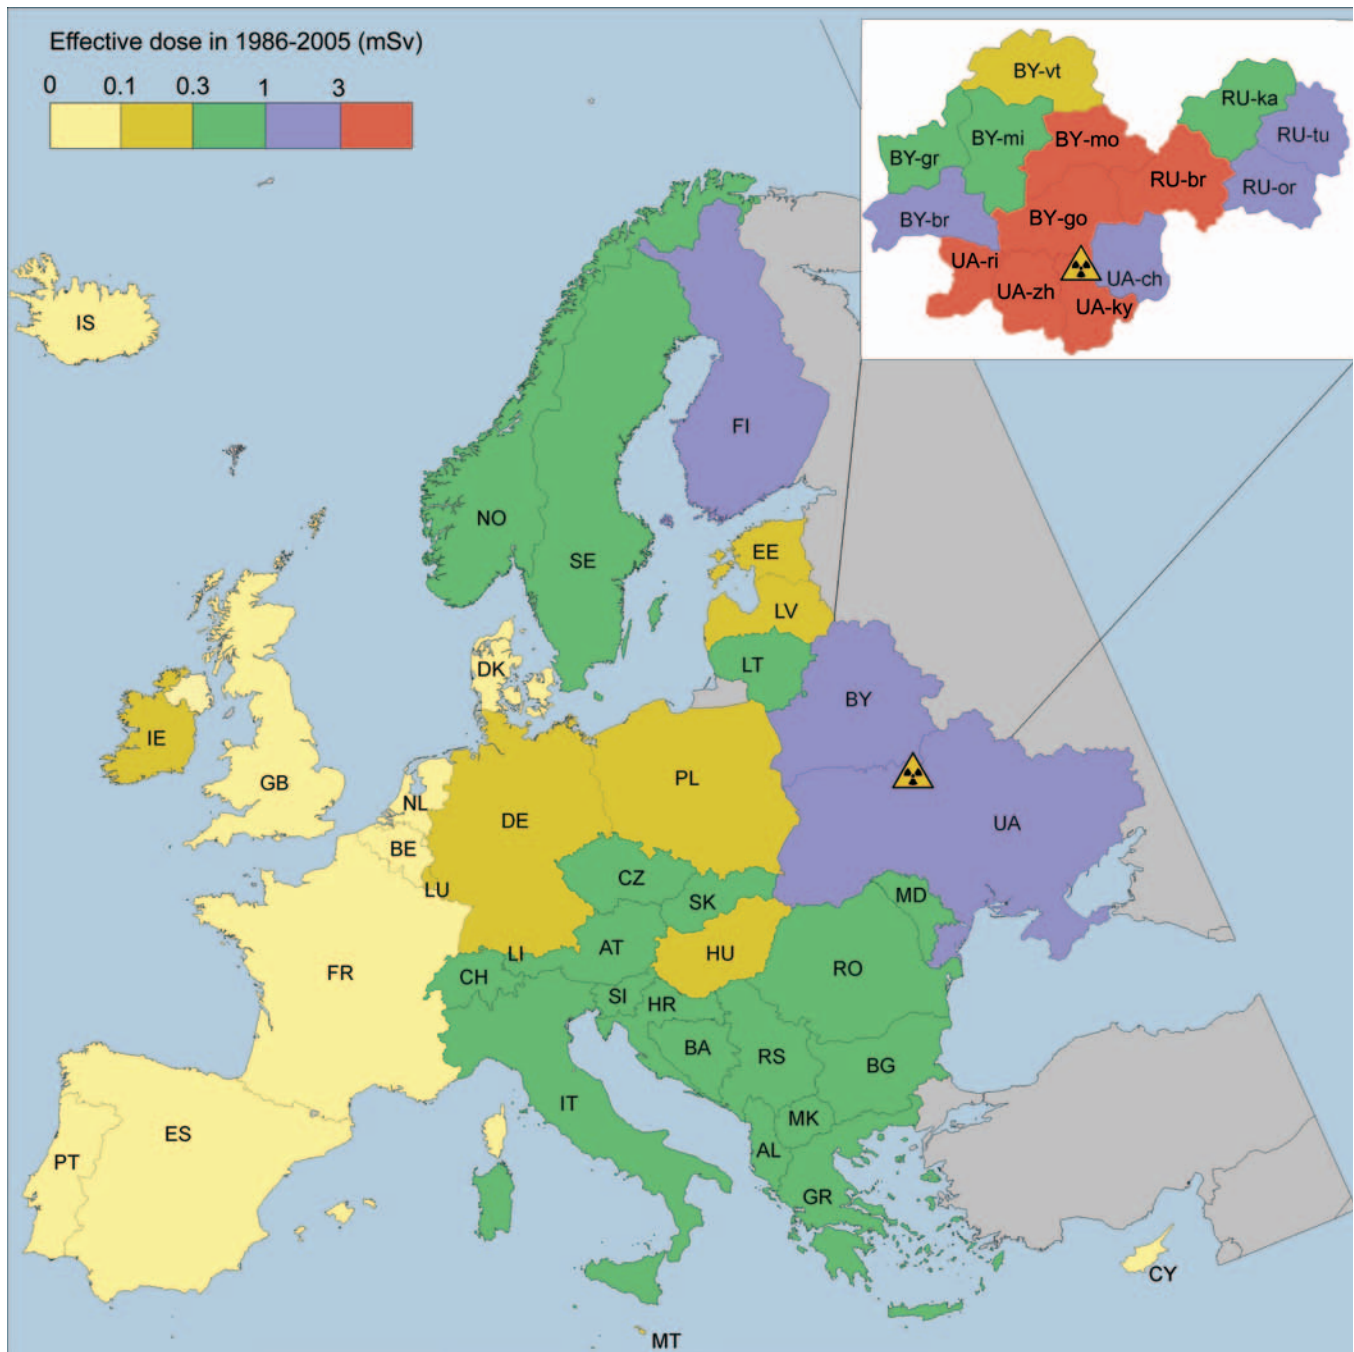 Effective dose in 1986-2005 (mSv)
0 0.1 0.3 1 3
BY-vt
RU-ka
BY-mi
BY-mo
RU-tu
BY-gr
RU-br
RU-or
BY-br
BY-go
UA-ri
UA-ch
UA-zh
UA-ky
IS
FI
NO
SE
EE
LV
LT
DK
BY
IE
GB
NL
PL
DE
UA
BE
CZ
LU
SK
MD
AT
HU
LI
CH
FR
RO
SI
HR
BA
RS
BG
IT
MK
ES
AL
PT
GR
CY
MT